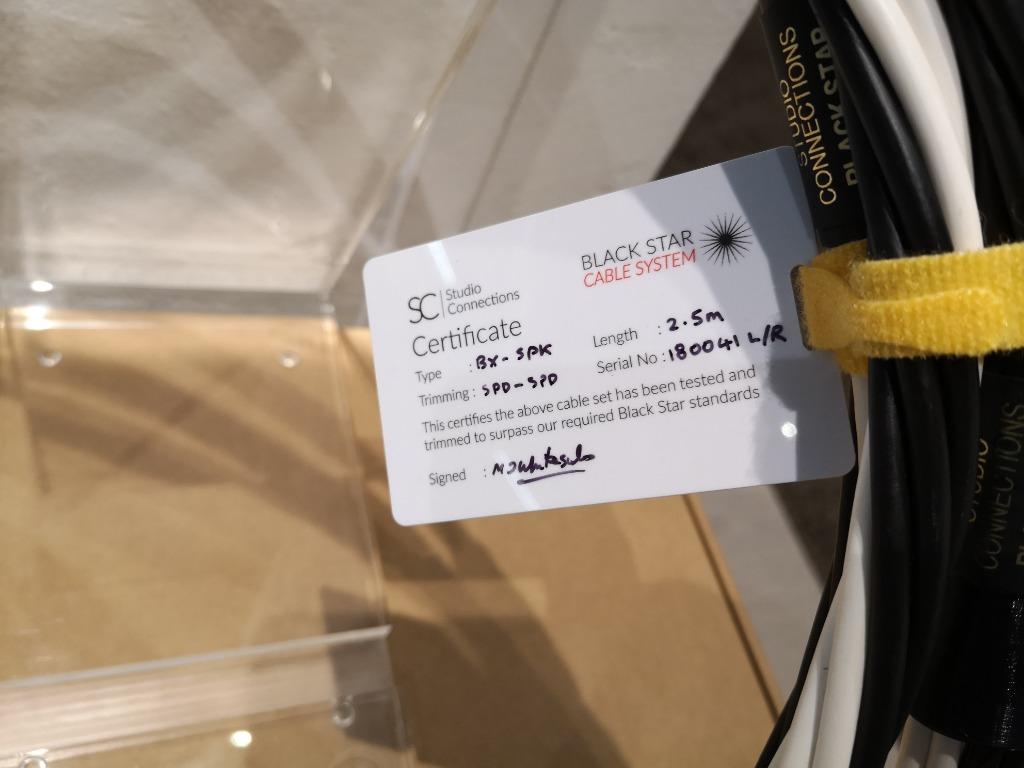 STUDIO
CONNECTIONS
BLACK STAR
BLACK STAR
CABLE SYSTEM
SC Studio
Connections
Certificate
Type : BX-SPK
Length : 2.5m
Trimming : SPD-SPD
Serial No : 180041 L/R
This certifies the above cable set has been tested and
trimmed to surpass our required Black Star standards
Signed :
STUDIO
CONNECTIONS